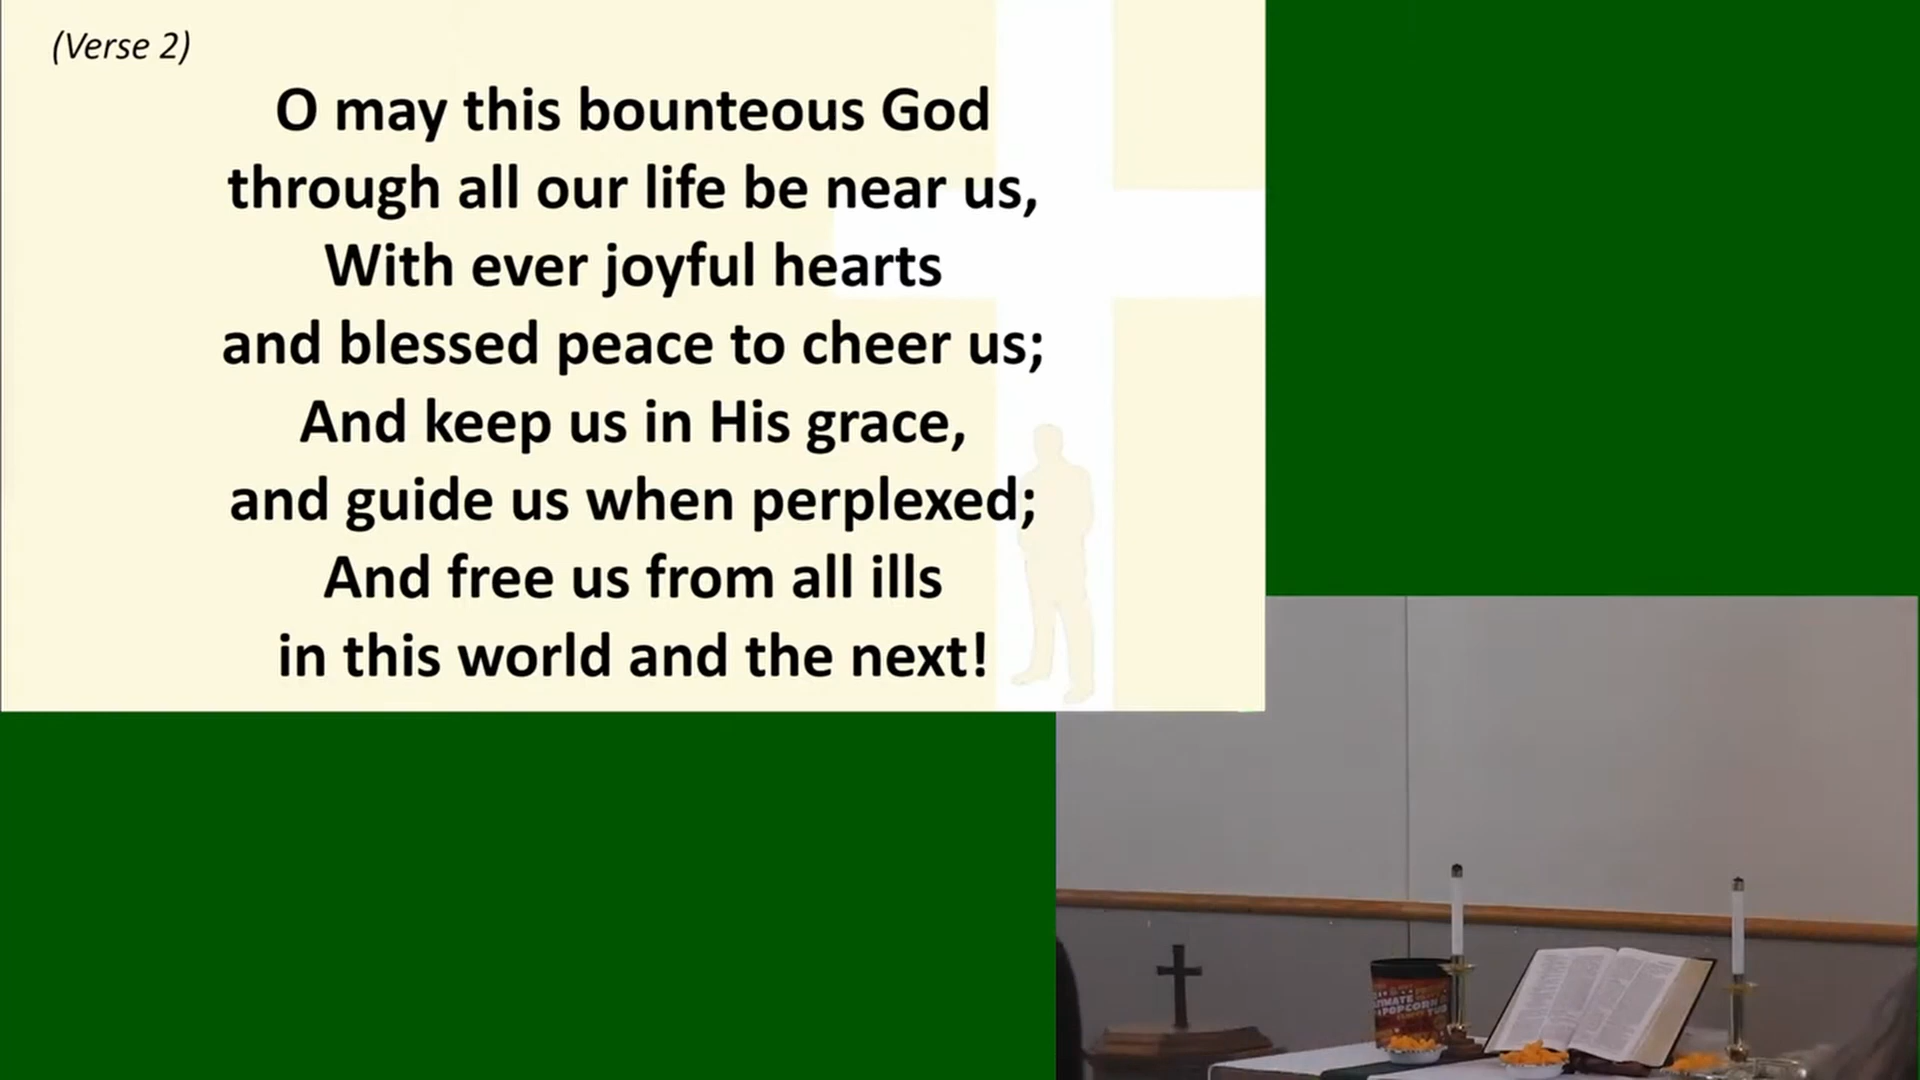 (Verse 2)
O may this bounteous God
through all our life be near us,
With ever joyful hearts
and blessed peace to cheer us;
And keep us in His grace,
and guide us when perplexed;
And free us from all ills
in this world and the next!
POPCORN